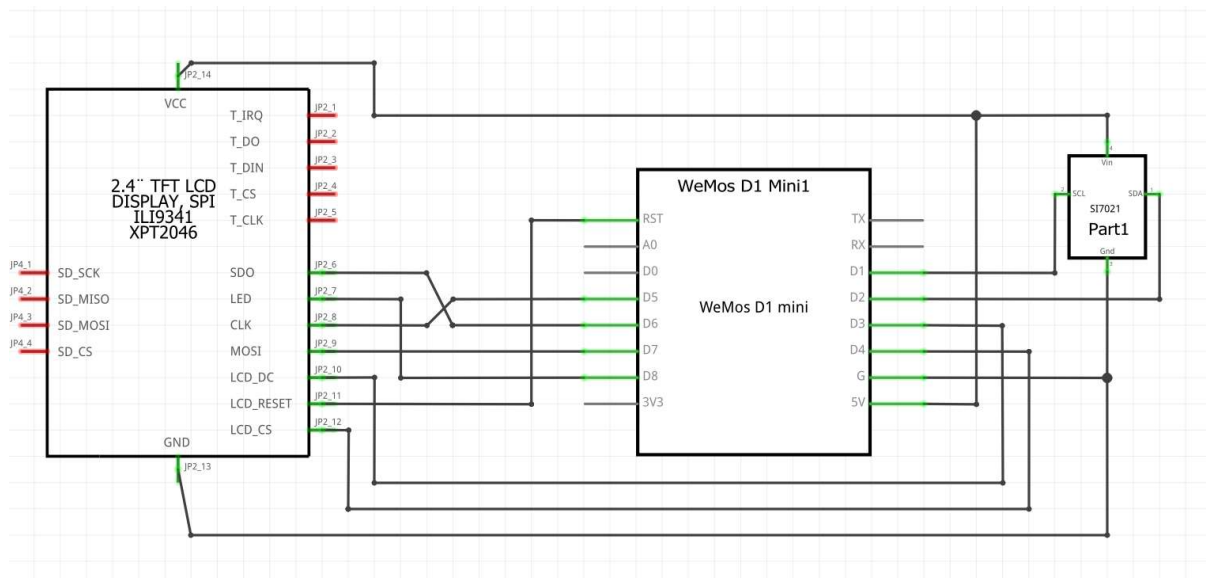 JP2_14
VCC
T_IRQ JP2_1
T_DO JP2_2
T_DIN JP2_3
T_CS JP2_4
T_CLK JP2_5
2.4¨ TFT LCD
DISPLAY, SPI
ILI9341
XPT2046
JP4_1 SD_SCK
JP4_2 SD_MISO
JP4_3 SD_MOSI
JP4_4 SD_CS
SDO JP2_6
LED JP2_7
CLK JP2_8
MOSI JP2_9
LCD_DC JP2_10
LCD_RESET JP2_11
LCD_CS JP2_12
GND
JP2_13
WeMos D1 Mini1
RST TX
A0 RX
D0 D1
D5 D2
WeMos D1 mini
D6 D3
D7 D4
D8 G
3V3 5V
Vin
SCL SDA
SI7021
Part1
Gnd